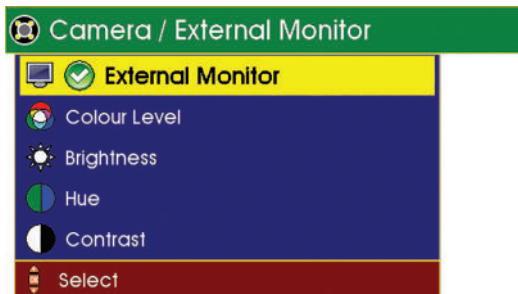 Camera / External Monitor
External Monitor
Colour Level
Brightness
Hue
Contrast
Select